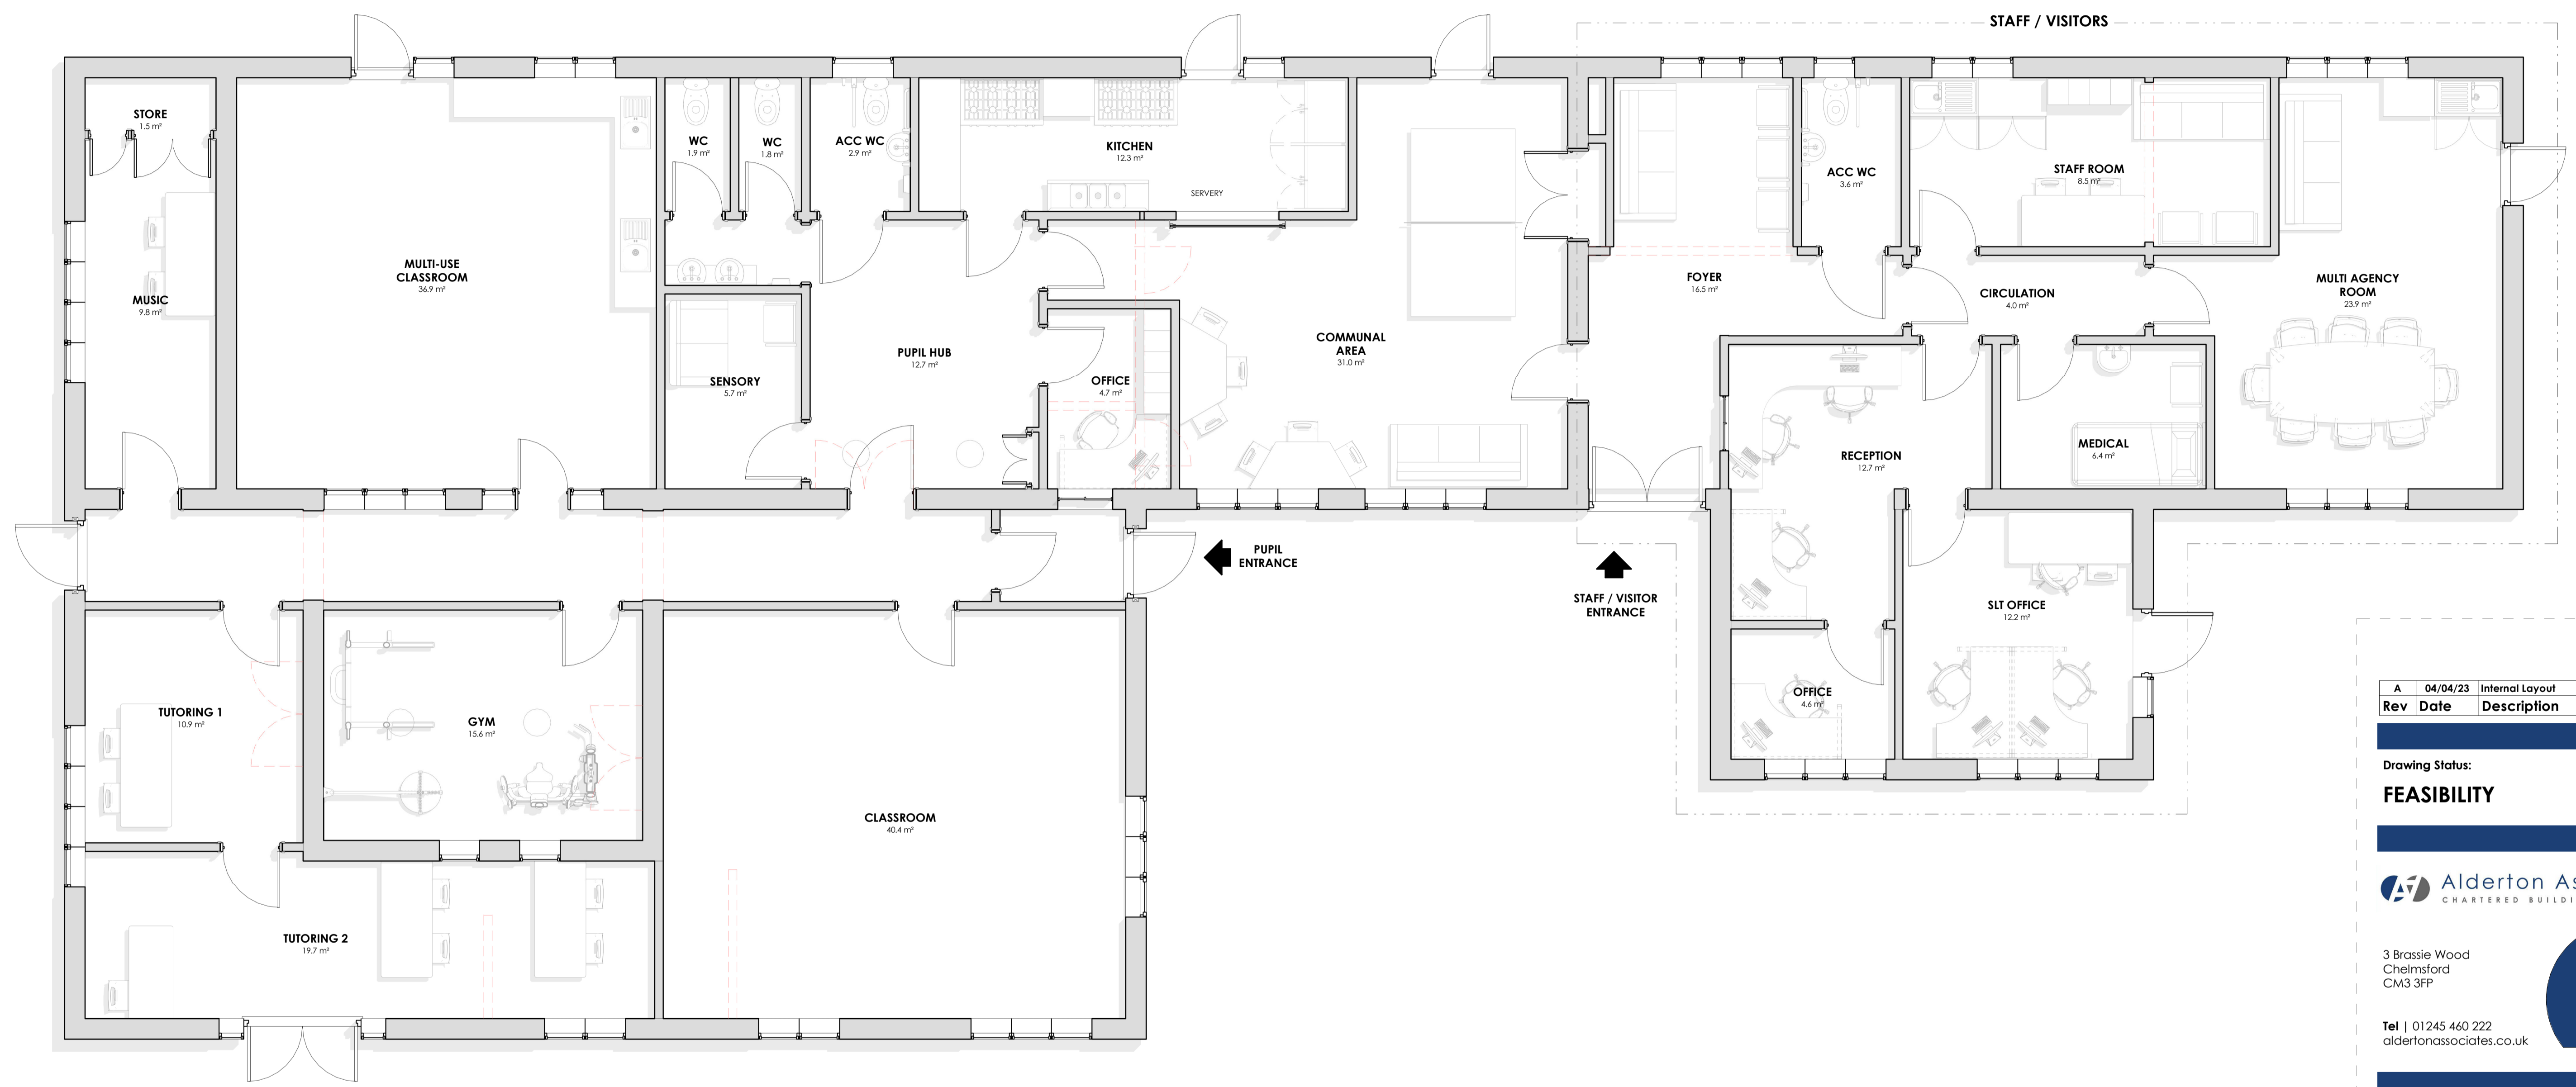 STAFF / VISITORS
STORE
1.5 m²
MUSIC
9.8 m²
MULTI-USE
CLASSROOM
36.9 m²
WC
1.9 m²
WC
1.8 m²
ACC WC
2.9 m²
KITCHEN
12.3 m²
SERVERY
SENSORY
5.7 m²
PUPIL HUB
12.7 m²
OFFICE
4.7 m²
COMMUNAL
AREA
31.0 m²
FOYER
16.5 m²
ACC WC
3.6 m²
STAFF ROOM
8.5 m²
CIRCULATION
4.0 m²
MULTI AGENCY
ROOM
23.9 m²
RECEPTION
12.7 m²
MEDICAL
6.4 m²
PUPIL
ENTRANCE
STAFF / VISITOR
ENTRANCE
SLT OFFICE
12.2 m²
OFFICE
4.6 m²
TUTORING 1
10.9 m²
GYM
15.6 m²
CLASSROOM
40.4 m²
TUTORING 2
19.7 m²
A 04/04/23 Internal Layout
Rev Date Description
Drawing Status:
FEASIBILITY
Alderton As
CHARTERED BUILDI
3 Brassie Wood
Chelmsford
CM3 3FP
Tel | 01245 460 222
aldertonassociates.co.uk